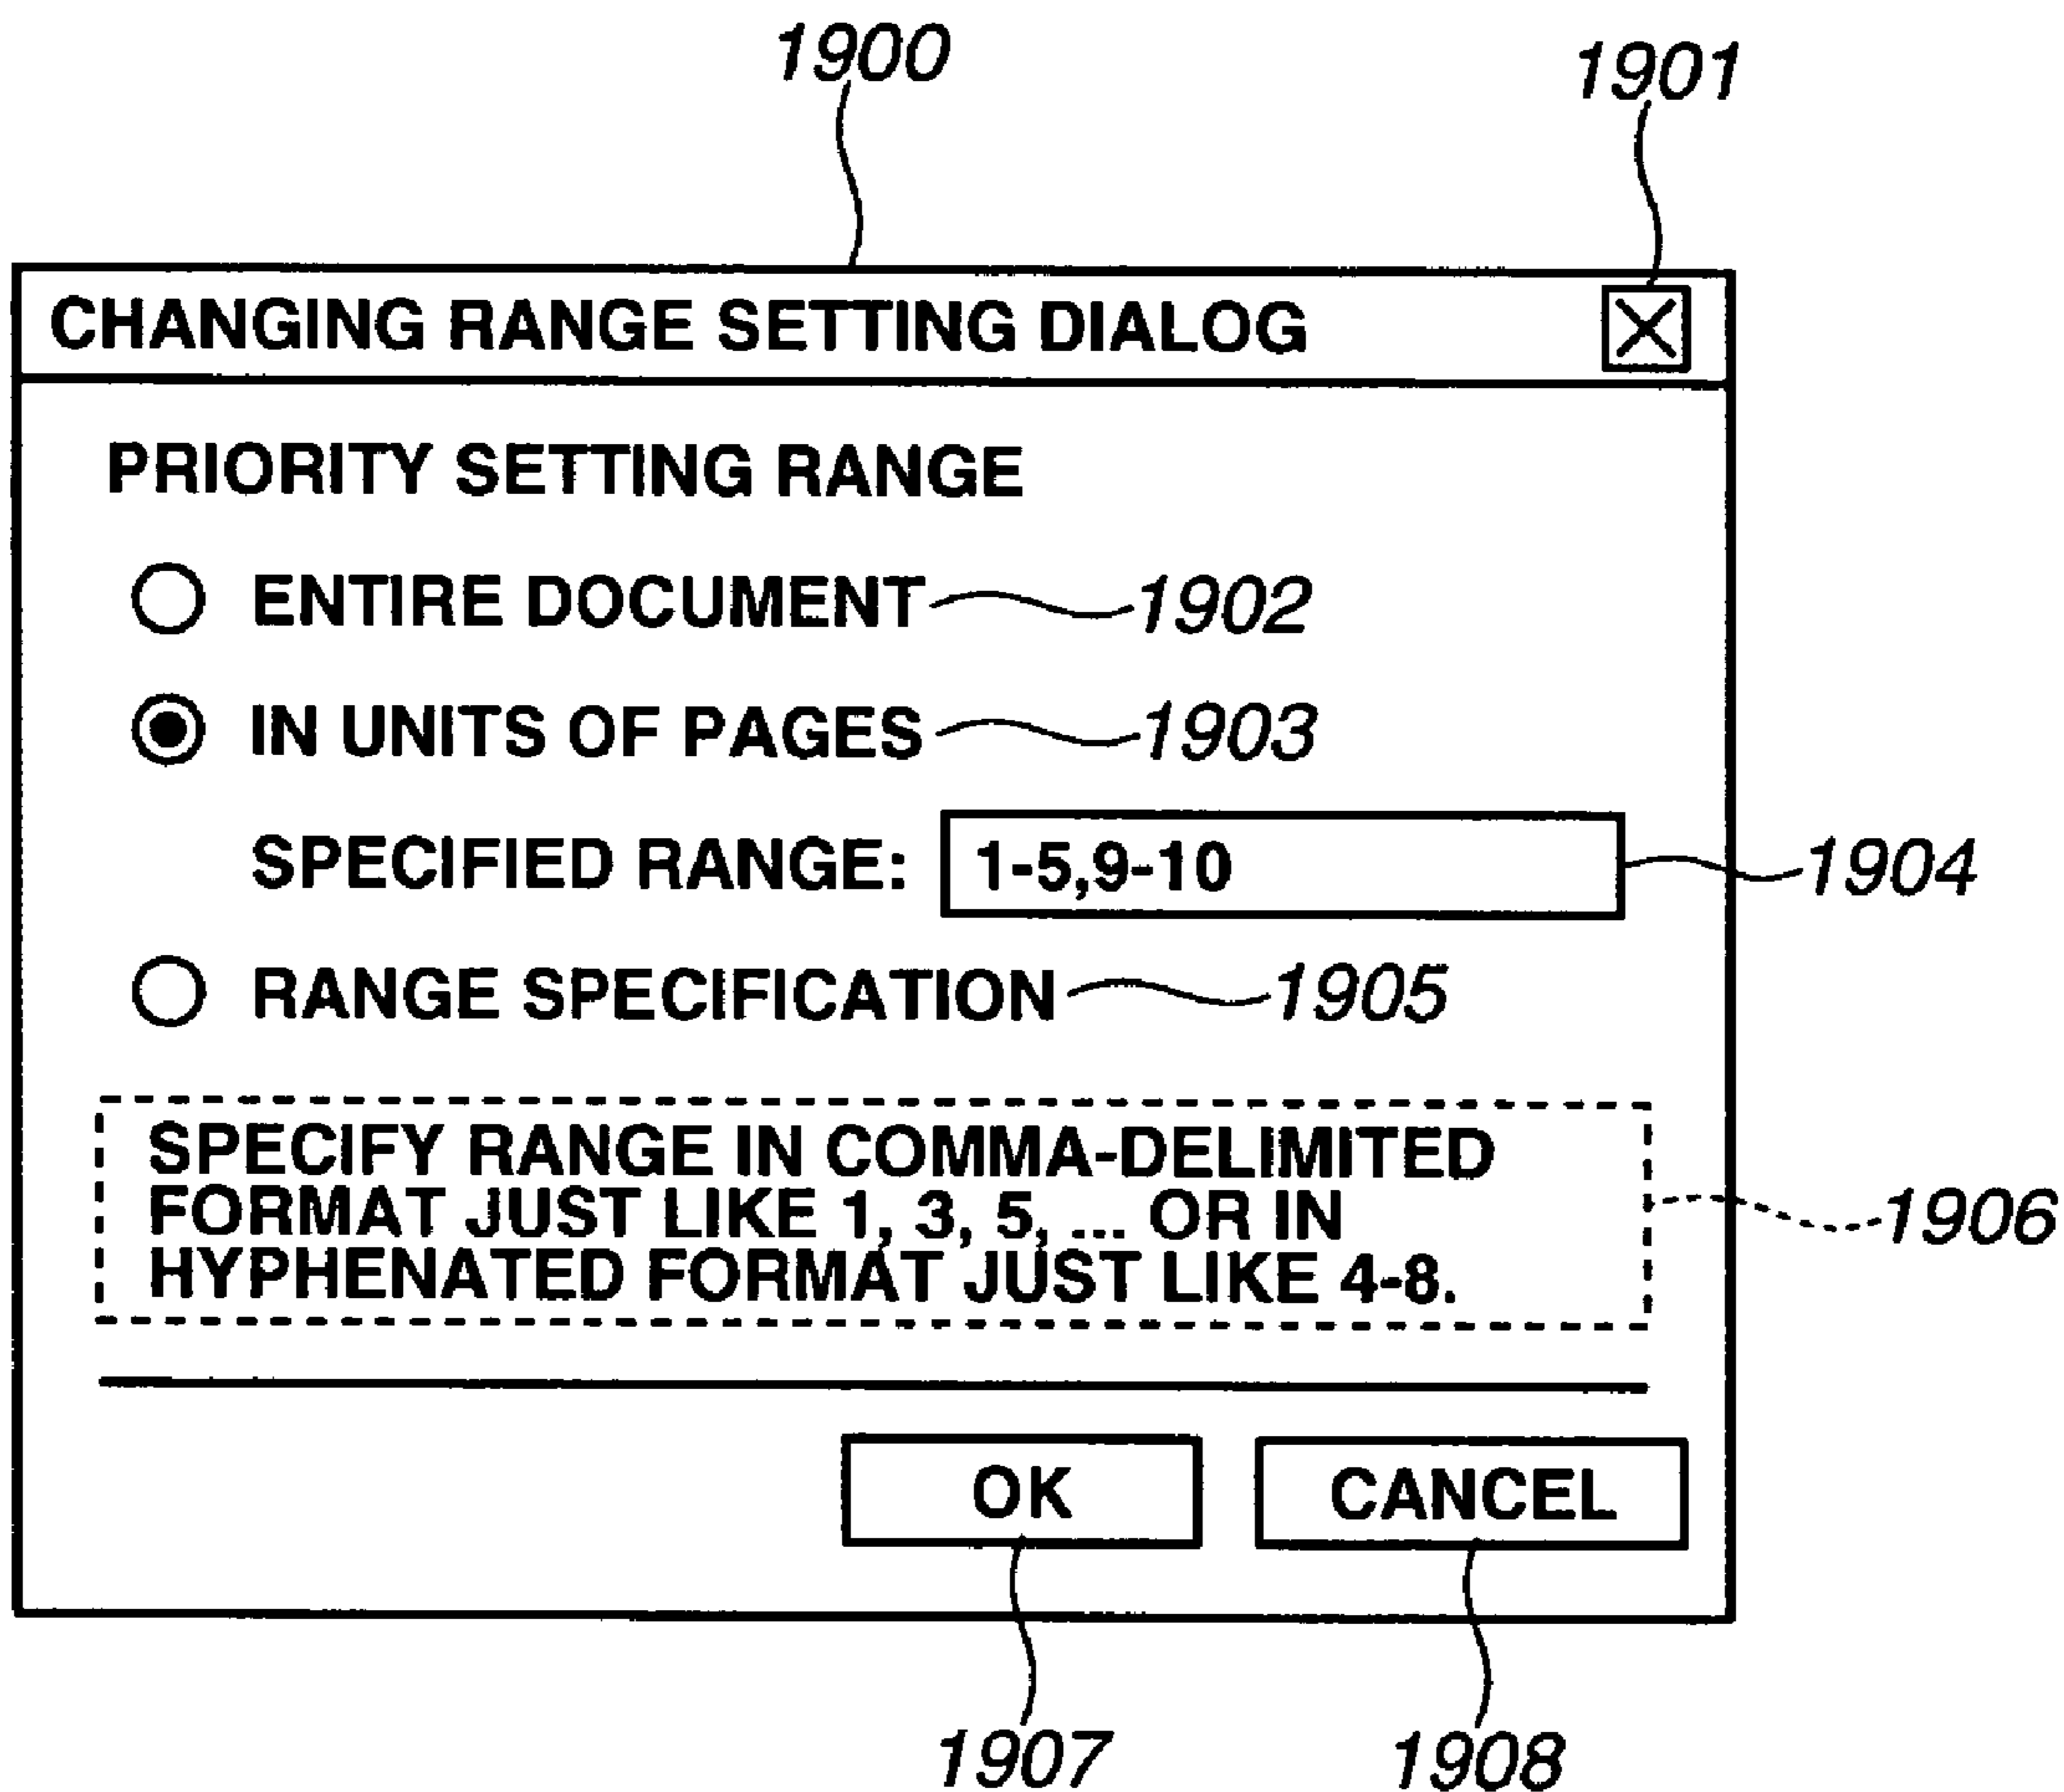 1900
1901
CHANGING RANGE SETTING DIALOG
PRIORITY SETTING RANGE
ENTIRE DOCUMENT 1902
IN UNITS OF PAGES 1903
SPECIFIED RANGE: 1-5,9-10 1904
RANGE SPECIFICATION 1905
SPECIFY RANGE IN COMMA-DELIMITED
FORMAT JUST LIKE 1, 3, 5, ... OR IN
HYPHENATED FORMAT JUST LIKE 4-8.
1906
OK CANCEL
1907 1908